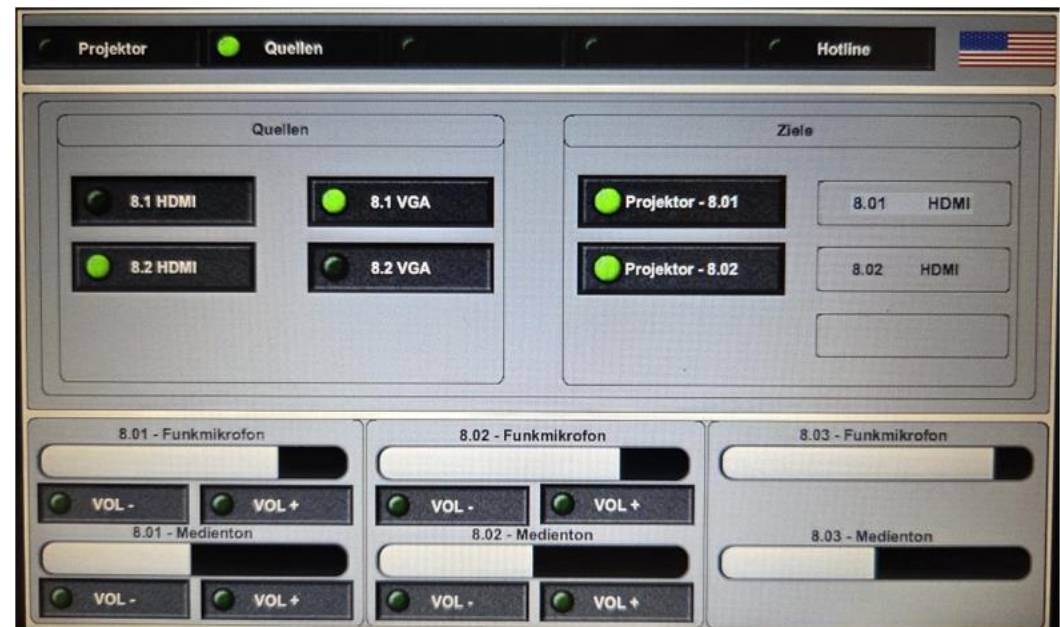 Projektor Quellen Hotline
Quellen
8.1 HDMI 8.1 VGA
8.2 HDMI 8.2 VGA
Ziele
Projektor - 8.01 8.01 HDMI
Projektor - 8.02 8.02 HDMI
8.01 - Funkmikrofon
VOL - VOL +
8.01 - Medienton
VOL - VOL +
8.02 - Funkmikrofon
VOL - VOL +
8.02 - Medienton
VOL - VOL +
8.03 - Funkmikrofon
8.03 - Medienton